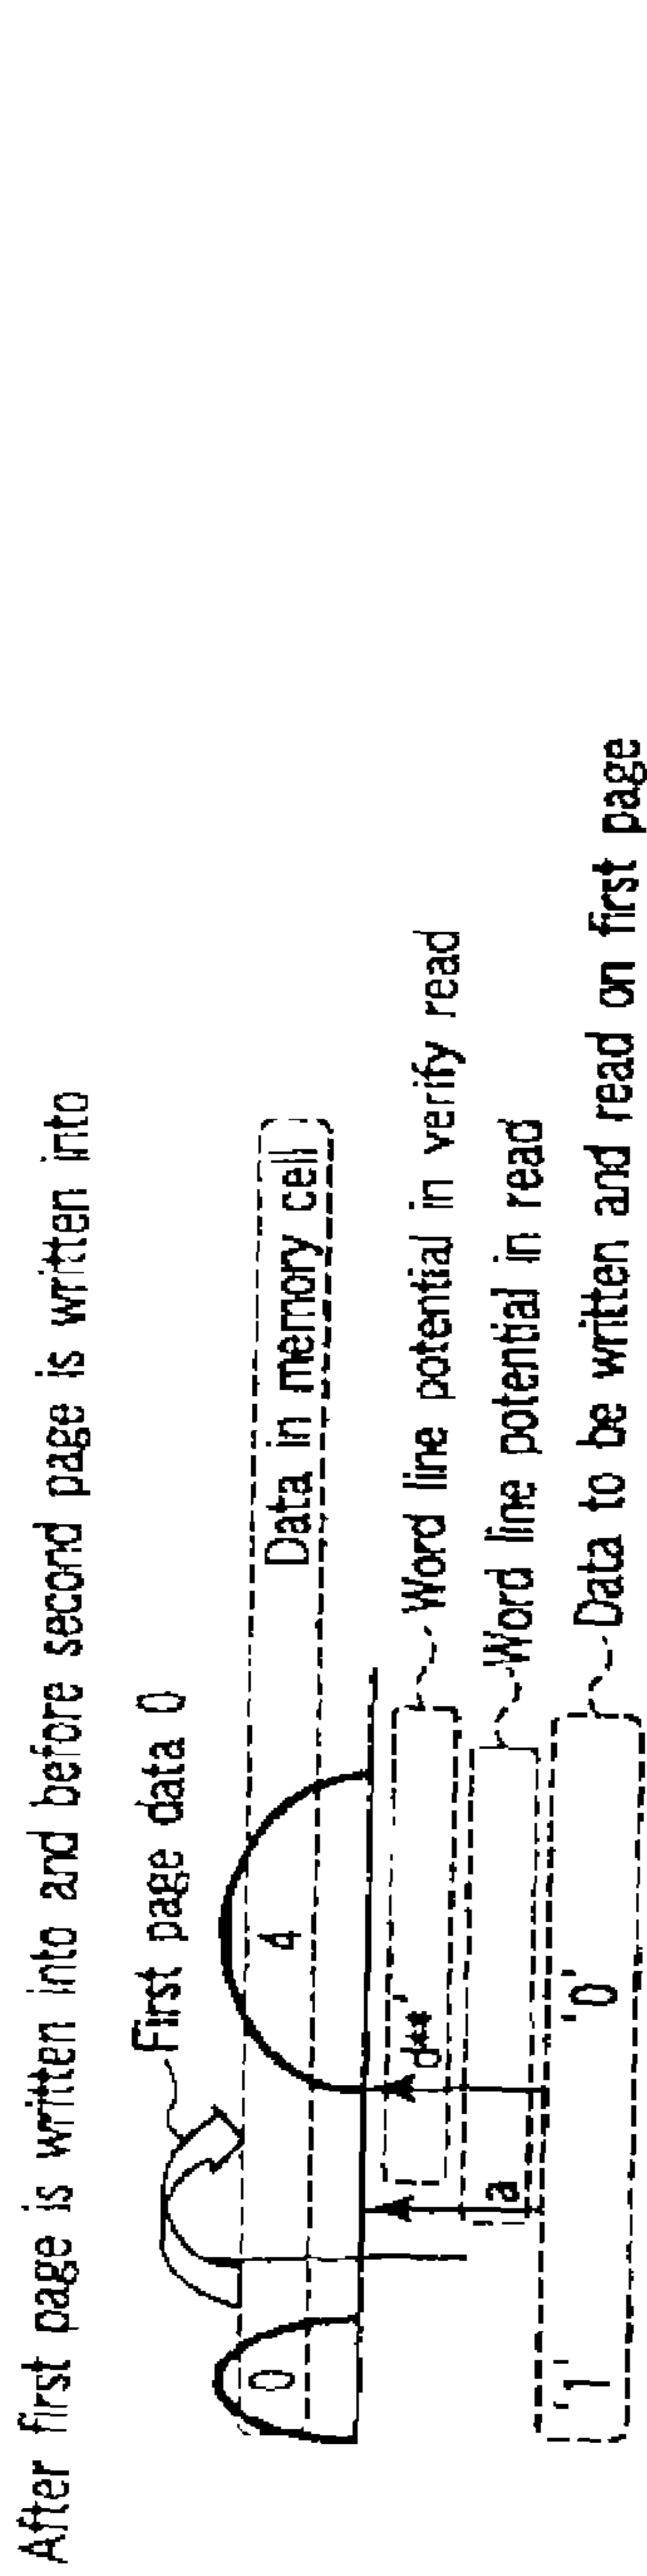 After first page is written into and before second page is written into
First page data 0
0
4
Data in memory cell
d**'
Word line potential in verify read
a
Word line potential in read
'1'
'0'
Data to be written and read on first page